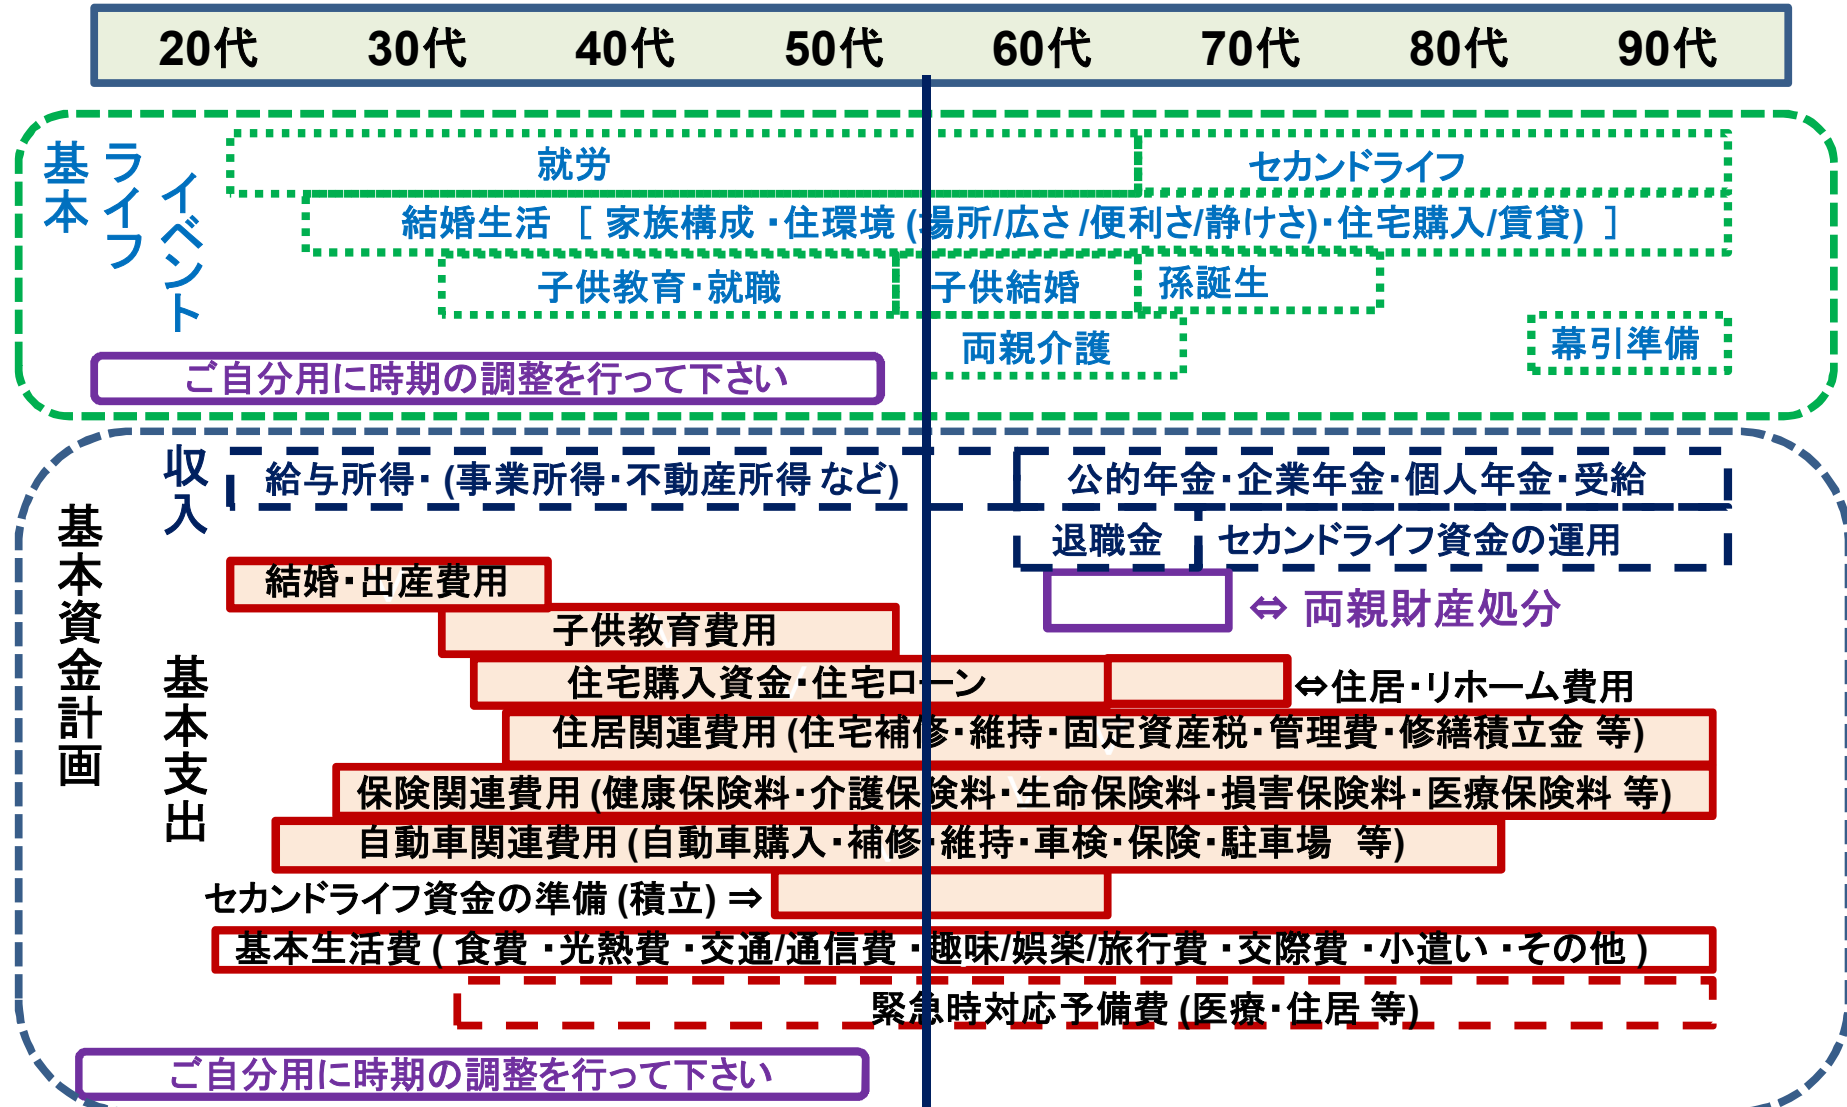 20代 30代 40代 50代 60代 70代 80代 90代
基本
ライフ
イベント
就労
セカンドライフ
結婚生活 [ 家族構成・住環境 (場所/広さ/便利さ/静けさ)・住宅購入/賃貸) ]
子供教育・就職
子供結婚
孫誕生
両親介護
幕引準備
ご自分用に時期の調整を行って下さい
基本資金計画
収入
給与所得・ (事業所得・不動産所得 など)
公的年金・企業年金・個人年金・受給
退職金
セカンドライフ資金の運用
結婚・出産費用
⇔ 両親財産処分
子供教育費用
基本支出
住宅購入資金・住宅ローン
⇔住居・リホーム費用
住居関連費用 (住宅補修・維持・固定資産税・管理費・修繕積立金 等)
保険関連費用 (健康保険料・介護保険料・生命保険料・損害保険料・医療保険料 等)
自動車関連費用 (自動車購入・補修・維持・車検・保険・駐車場 等)
セカンドライフ資金の準備 (積立) ⇒
基本生活費 ( 食費 ・光熱費 ・交通/通信費 ・趣味/娯楽/旅行費 ・交際費 ・小遣い ・その他 )
緊急時対応予備費 (医療・住居 等)
ご自分用に時期の調整を行って下さい